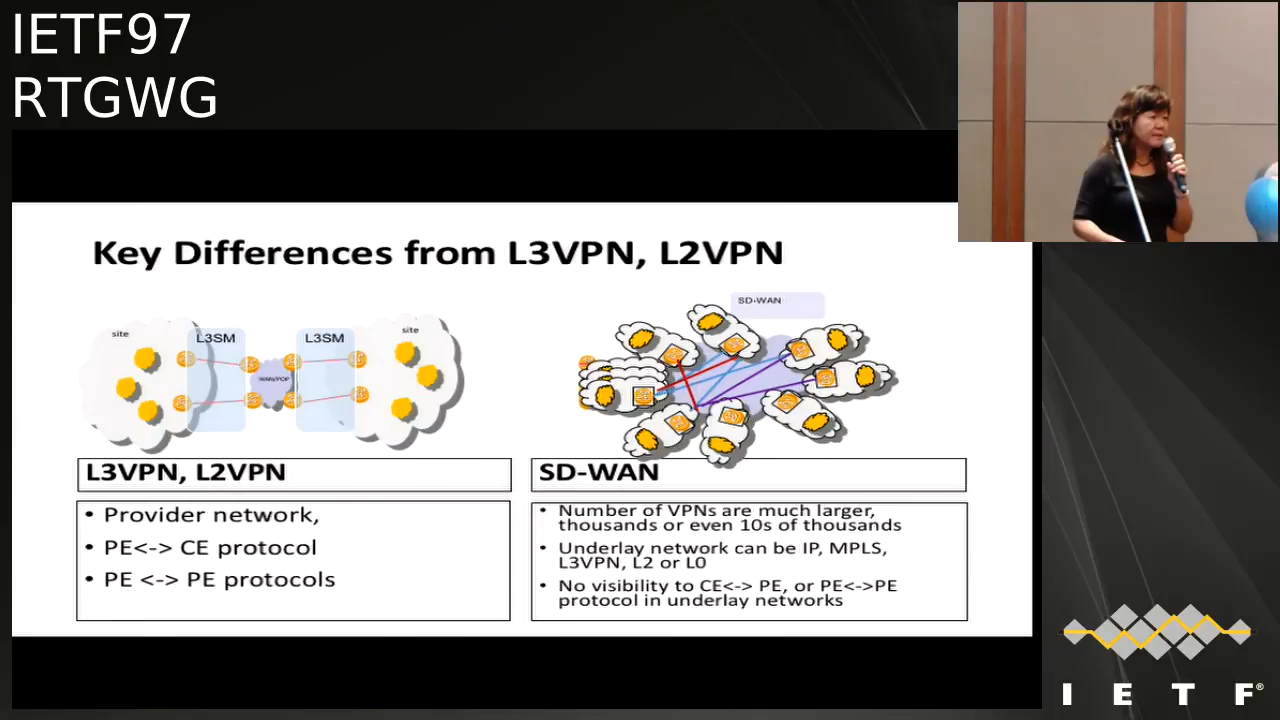 IETF97
RTGWG
Key Differences from L3VPN, L2VPN
site
L3SM
L3SM
site
WAN/POP
SD-WAN
L3VPN, L2VPN
• Provider network,
• PE<-> CE protocol
• PE <-> PE protocols
SD-WAN
• Number of VPNs are much larger,
thousands or even 10s of thousands
• Underlay network can be IP, MPLS,
L3VPN, L2 or L0
• No visibility to CE<-> PE, or PE<->PE
protocol in underlay networks
I E T F®